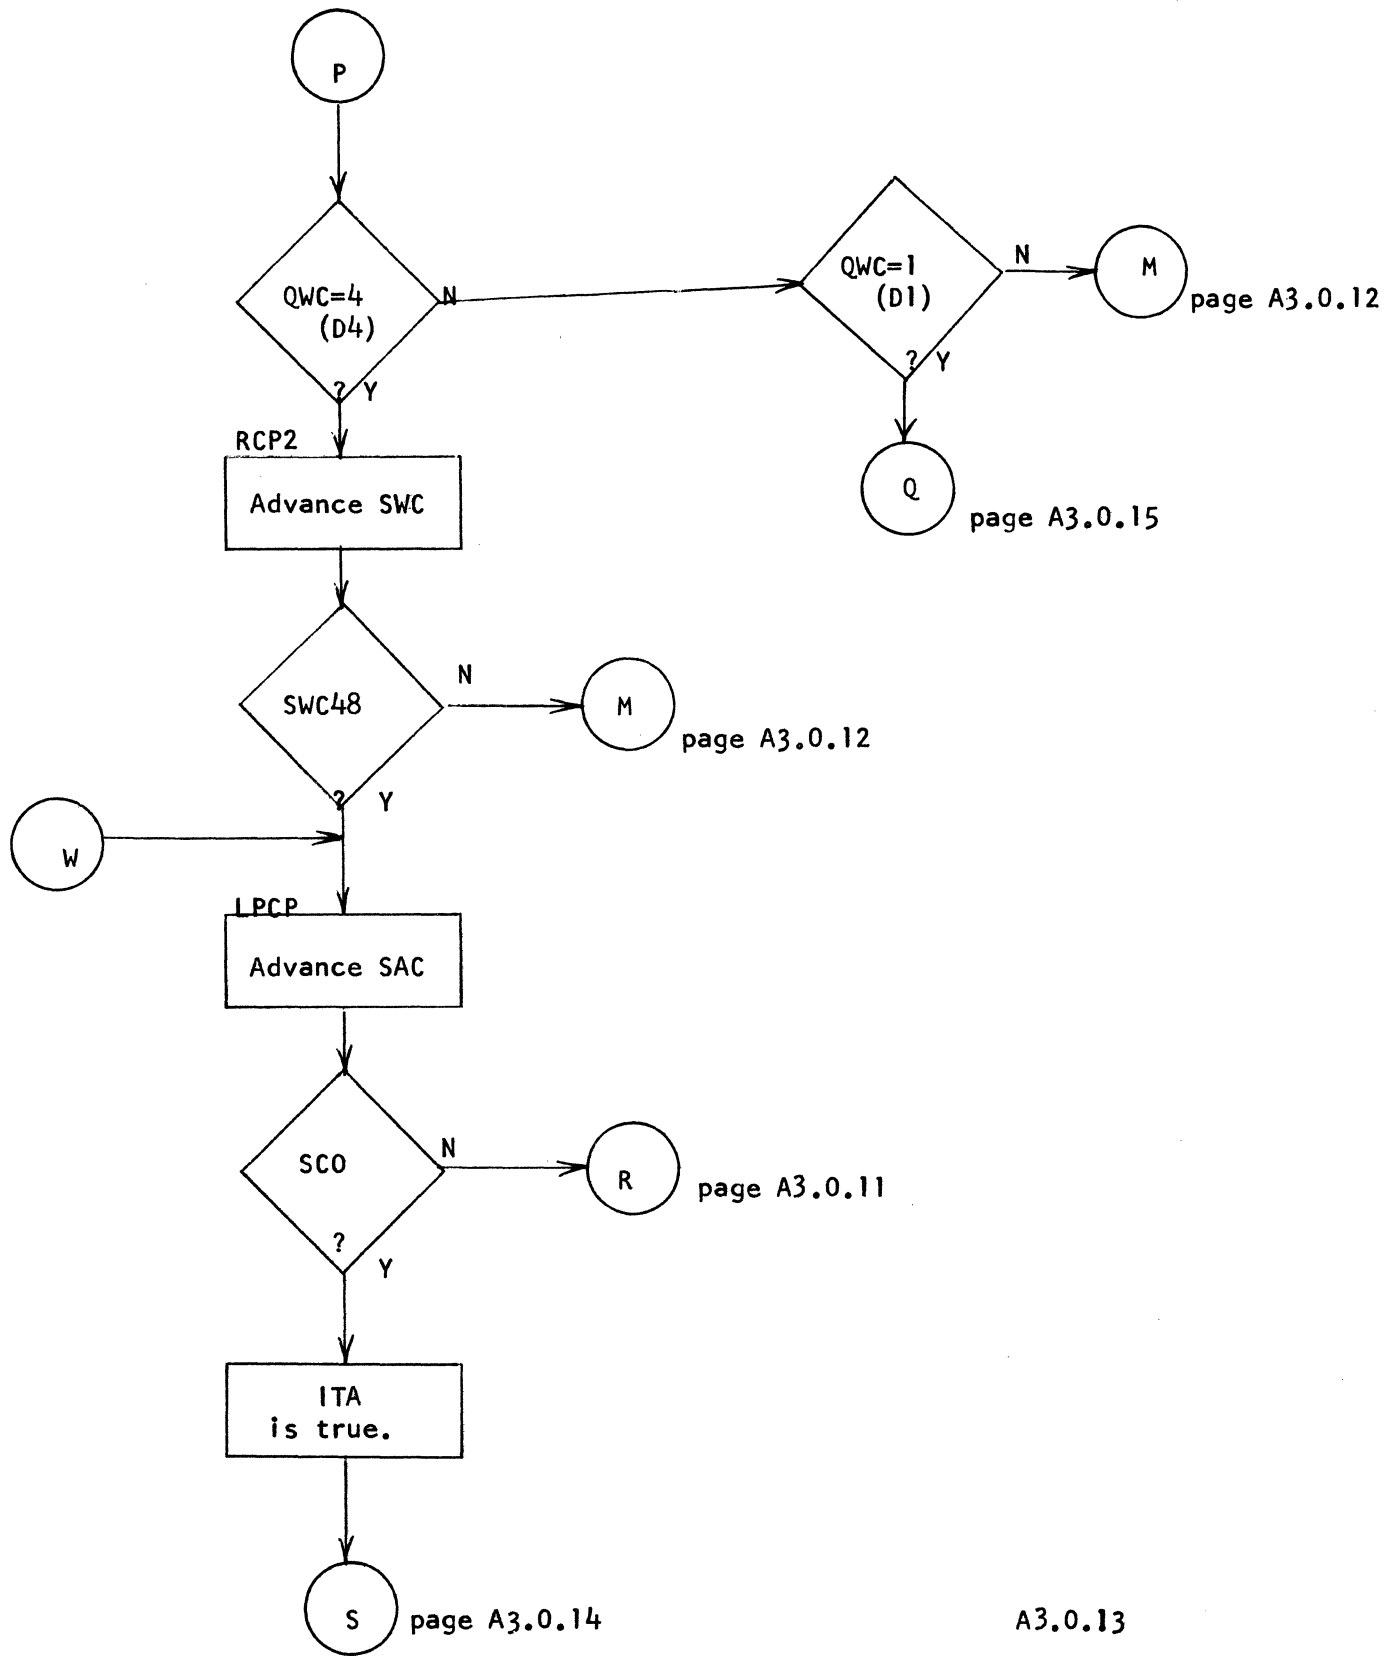 P
QWC=4
(D4)
?
Y
N
QWC=1
(D1)
?
Y
N
M
page A3.0.12
Q
page A3.0.15
RCP2
Advance SWC
SWC48
?
Y
N
M
page A3.0.12
W
LPCP
Advance SAC
SCO
?
Y
N
R
page A3.0.11
ITA
is true.
S
page A3.0.14
A3.0.13